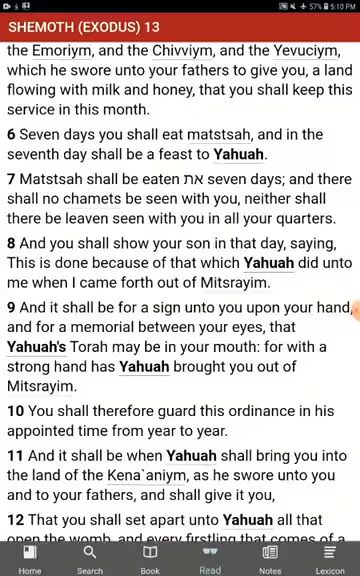 57% 5:10 PM
SHEMOTH (EXODUS) 13
the Emoriym, and the Chivviym, and the Yevuciym,
which he swore unto your fathers to give you, a land
flowing with milk and honey, that you shall keep this
service in this month.
6 Seven days you shall eat matstsah, and in the
seventh day shall be a feast to Yahuah.
7 Matstsah shall be eaten את seven days; and there
shall no chamets be seen with you, neither shall
there be leaven seen with you in all your quarters.
8 And you shall show your son in that day, saying,
This is done because of that which Yahuah did unto
me when I came forth out of Mitsrayim.
9 And it shall be for a sign unto you upon your hand,
and for a memorial between your eyes, that
Yahuah's Torah may be in your mouth: for with a
strong hand has Yahuah brought you out of
Mitsrayim.
10 You shall therefore guard this ordinance in his
appointed time from year to year.
11 And it shall be when Yahuah shall bring you into
the land of the Kena`aniym, as he swore unto you
and to your fathers, and shall give it you,
12 That you shall set apart unto Yahuah all that
open the womb, and every firstling that comes of a
Home Search Book Read Notes Lexicon